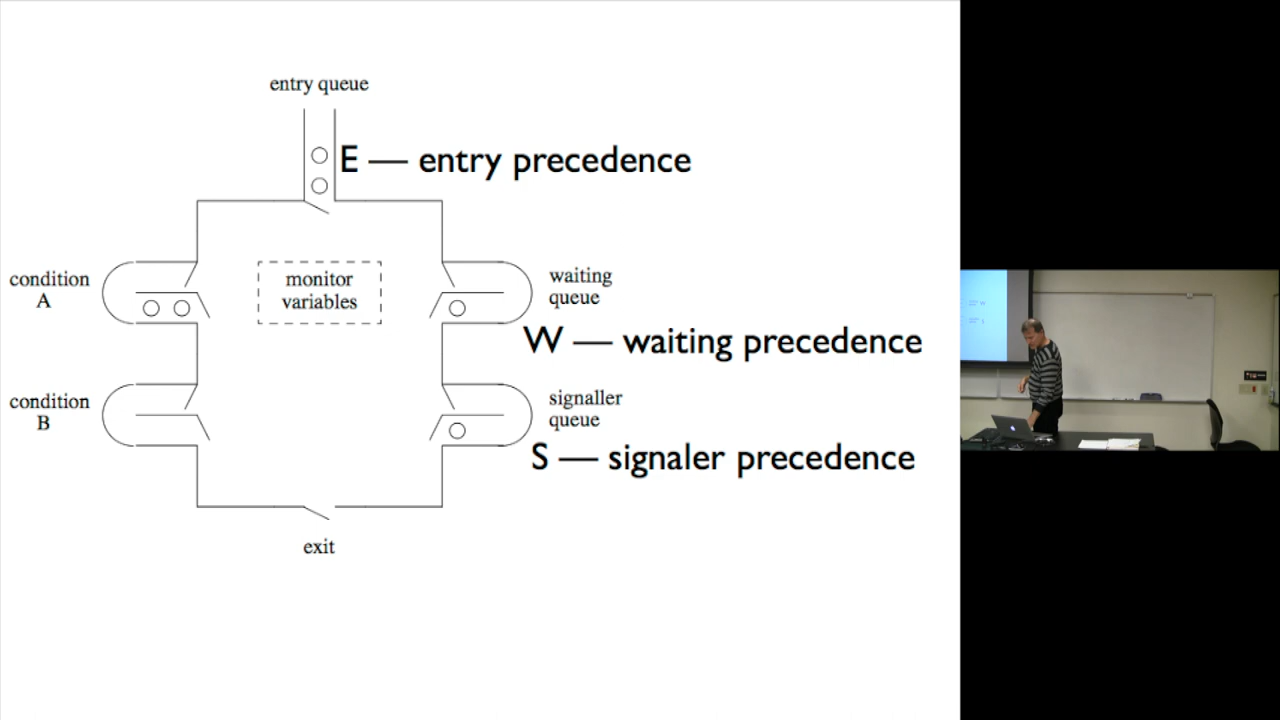 entry queue
E — entry precedence
condition
A
monitor
variables
waiting
queue
W — waiting precedence
condition
B
signaller
queue
S — signaler precedence
exit